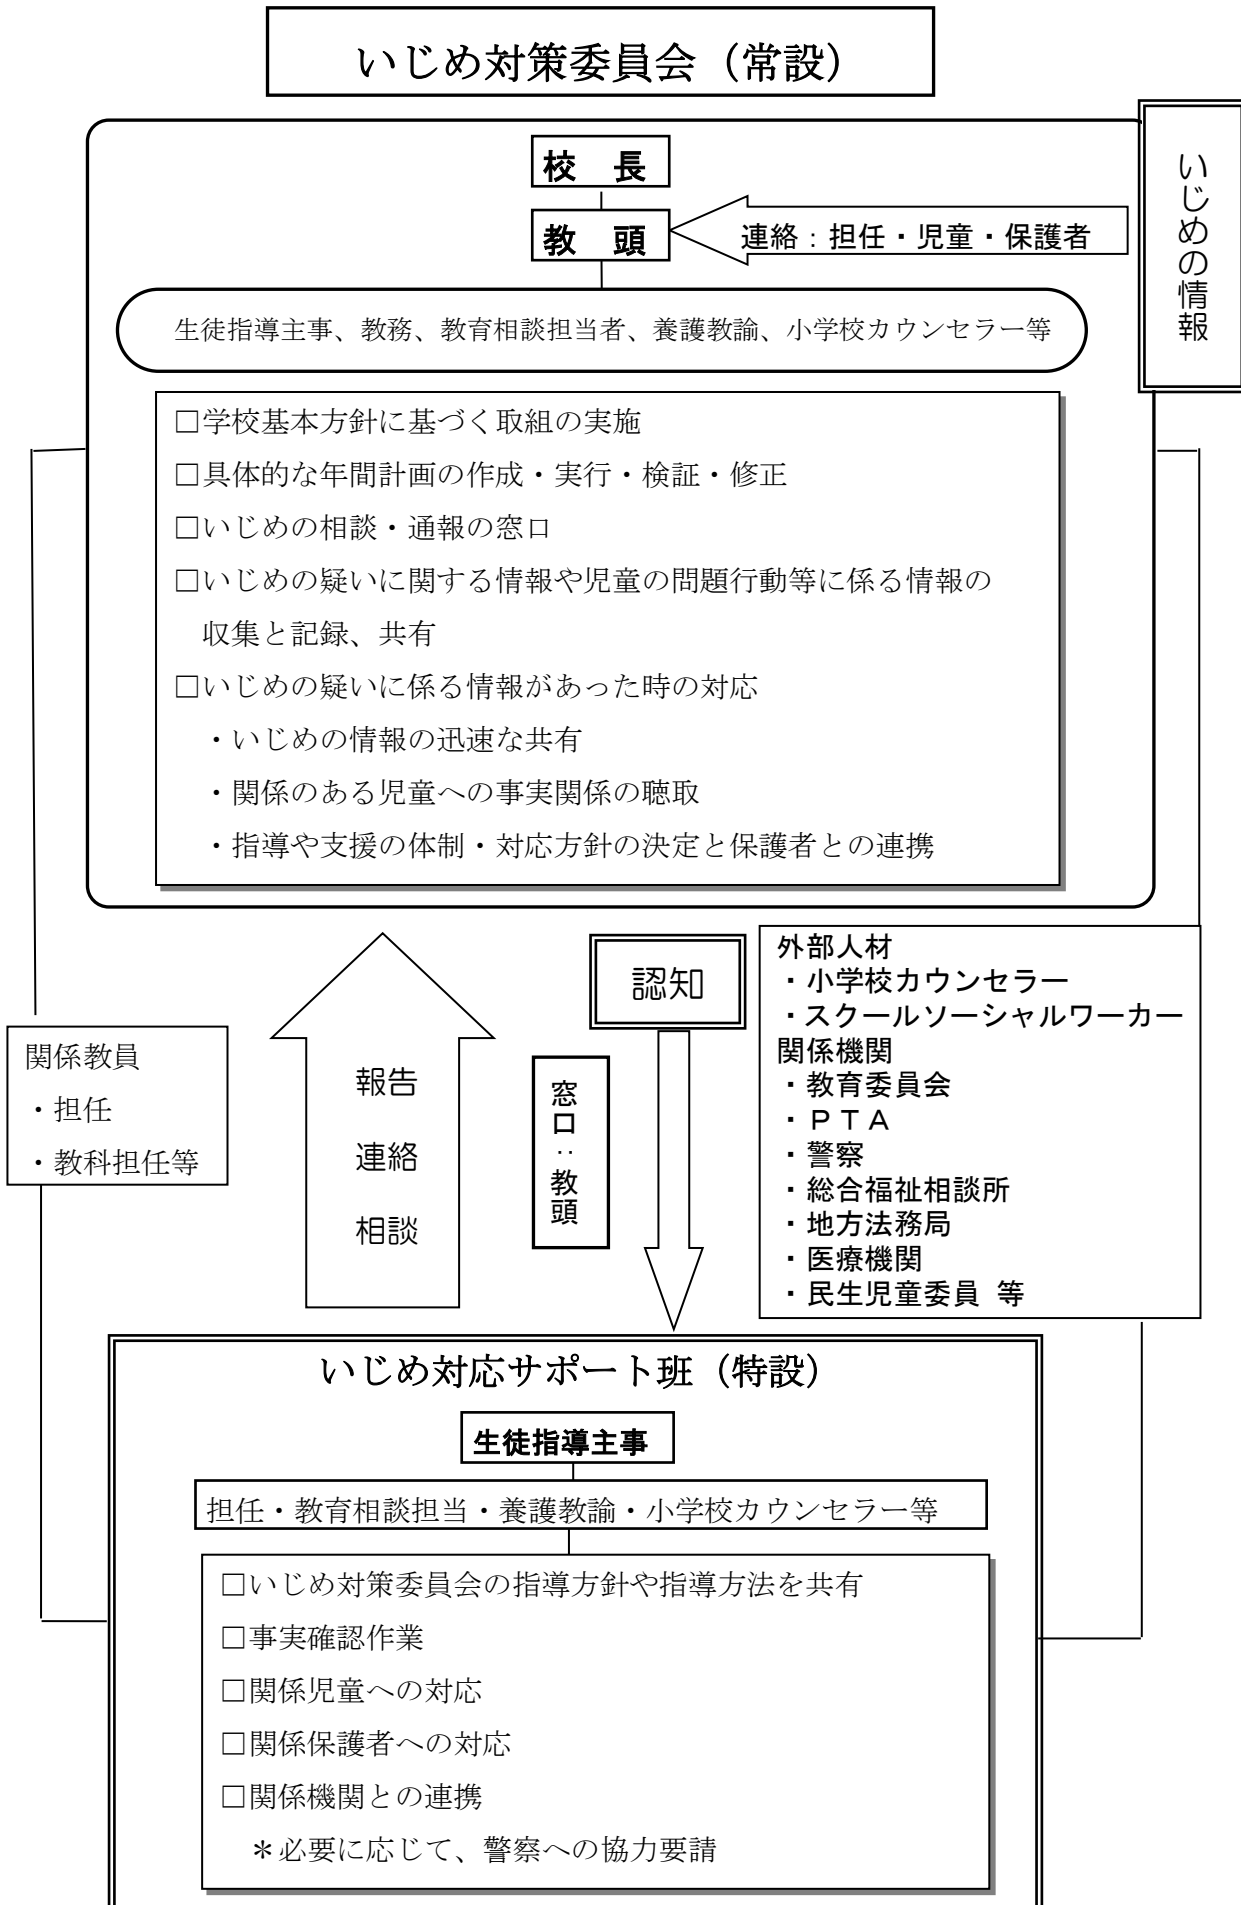 いじめ対策委員会（常設）
校　長
教　頭
連絡：担任・児童・保護者
いじめの情報
生徒指導主事、教務、教育相談担当者、養護教諭、小学校カウンセラー等
□学校基本方針に基づく取組の実施
□具体的な年間計画の作成・実行・検証・修正
□いじめの相談・通報の窓口
□いじめの疑いに関する情報や児童の問題行動等に係る情報の
収集と記録、共有
□いじめの疑いに係る情報があった時の対応
・いじめの情報の迅速な共有
・関係のある児童への事実関係の聴取
・指導や支援の体制・対応方針の決定と保護者との連携
関係教員
・担任
・教科担任等
報告
連絡
相談
認知
窓口：教頭
外部人材
・小学校カウンセラー
・スクールソーシャルワーカー
関係機関
・教育委員会
・ＰＴＡ
・警察
・総合福祉相談所
・地方法務局
・医療機関
・民生児童委員 等
いじめ対応サポート班（特設）
生徒指導主事
担任・教育相談担当・養護教諭・小学校カウンセラー等
□いじめ対策委員会の指導方針や指導方法を共有
□事実確認作業
□関係児童への対応
□関係保護者への対応
□関係機関との連携
＊必要に応じて、警察への協力要請